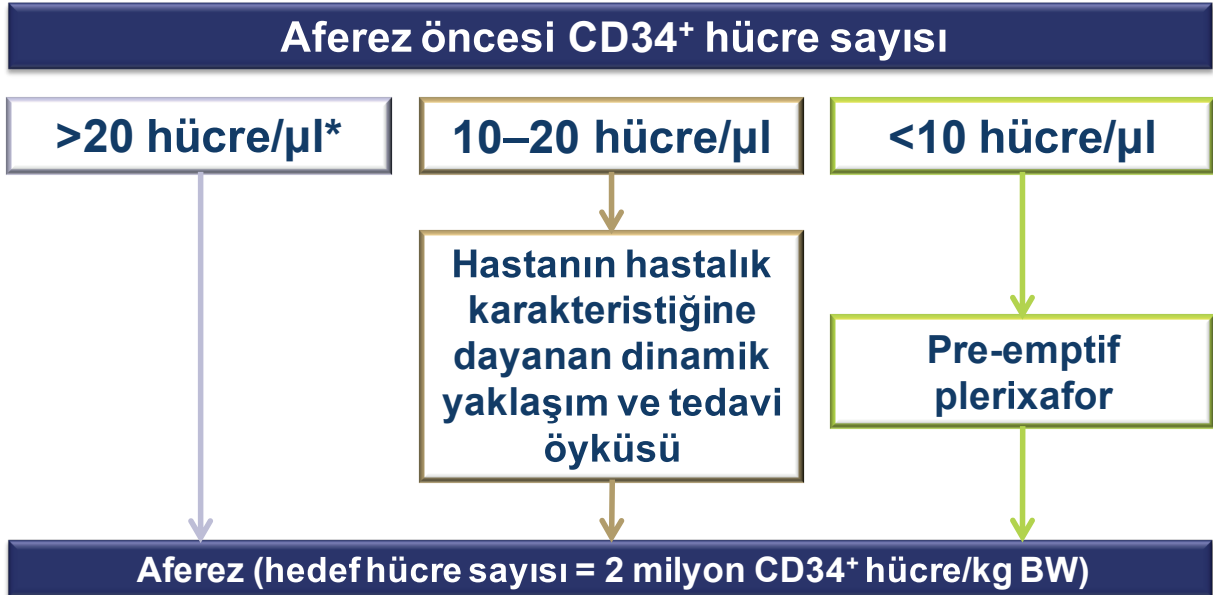 Aferez öncesi CD34⁺ hücre sayısı
>20 hücre/µl*
10–20 hücre/µl
<10 hücre/µl
Hastanın hastalık
karakteristiğine
dayanan dinamik
yaklaşım ve tedavi
öyküsü
Pre-emptif
plerixafor
Aferez (hedef hücre sayısı = 2 milyon CD34⁺ hücre/kg BW)